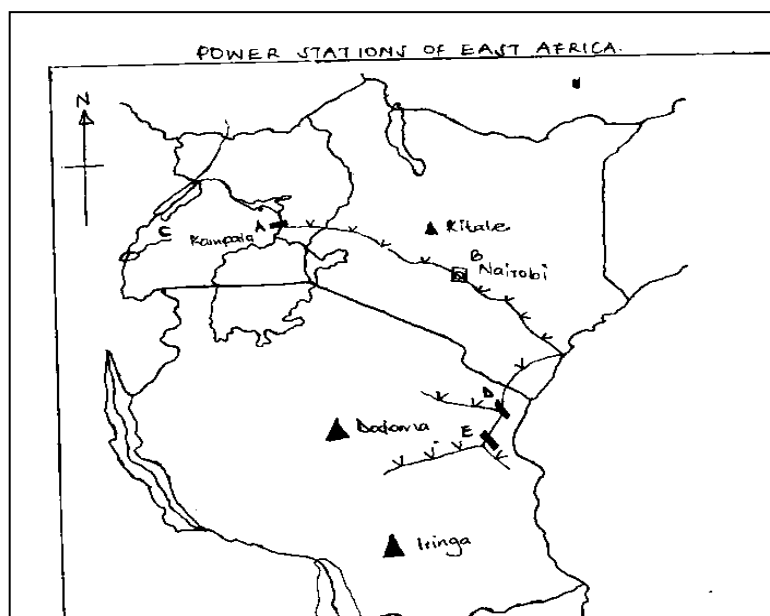 POWER STATIONS OF EAST AFRICA.
N
Kitale
C
Kampala
A
B
Nairobi
D
Dodoma
E
Iringa